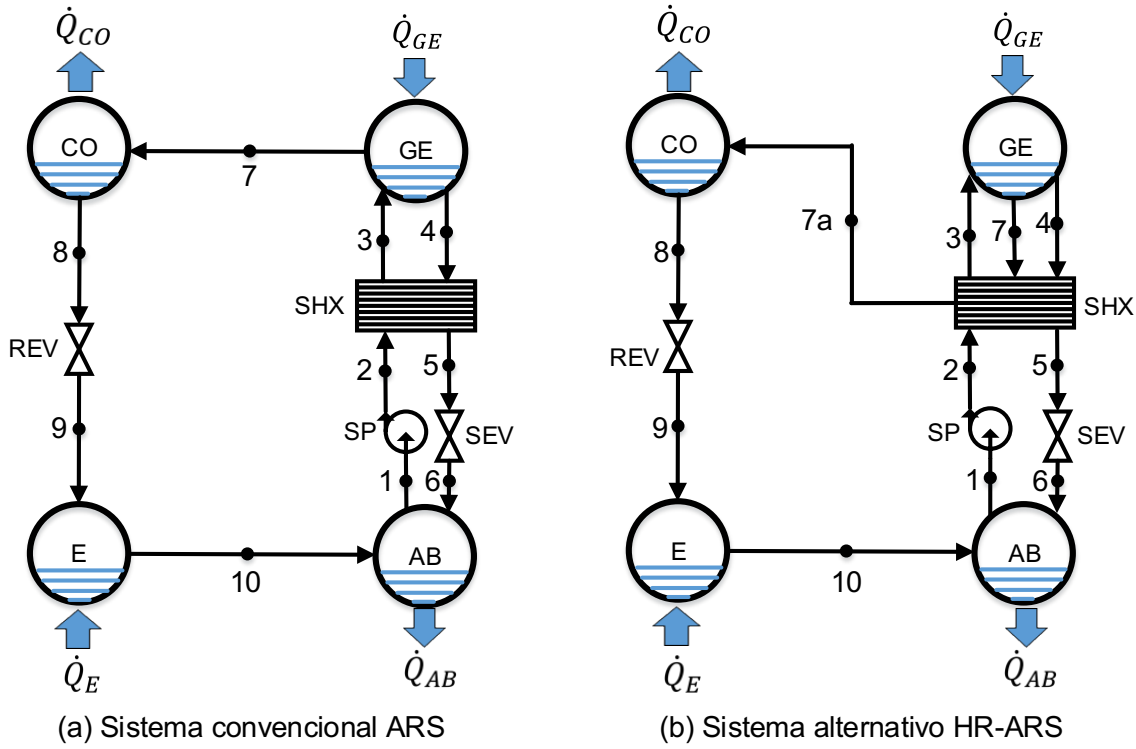 Q̇CO
Q̇GE
CO
GE
7
8
3
4
SHX
REV
2
5
9
SP
SEV
1
6
E
AB
10
Q̇E
Q̇AB
(a) Sistema convencional ARS
Q̇CO
Q̇GE
CO
GE
7a
8
3
7
4
SHX
REV
2
5
9
SP
SEV
1
6
E
AB
10
Q̇E
Q̇AB
(b) Sistema alternativo HR-ARS